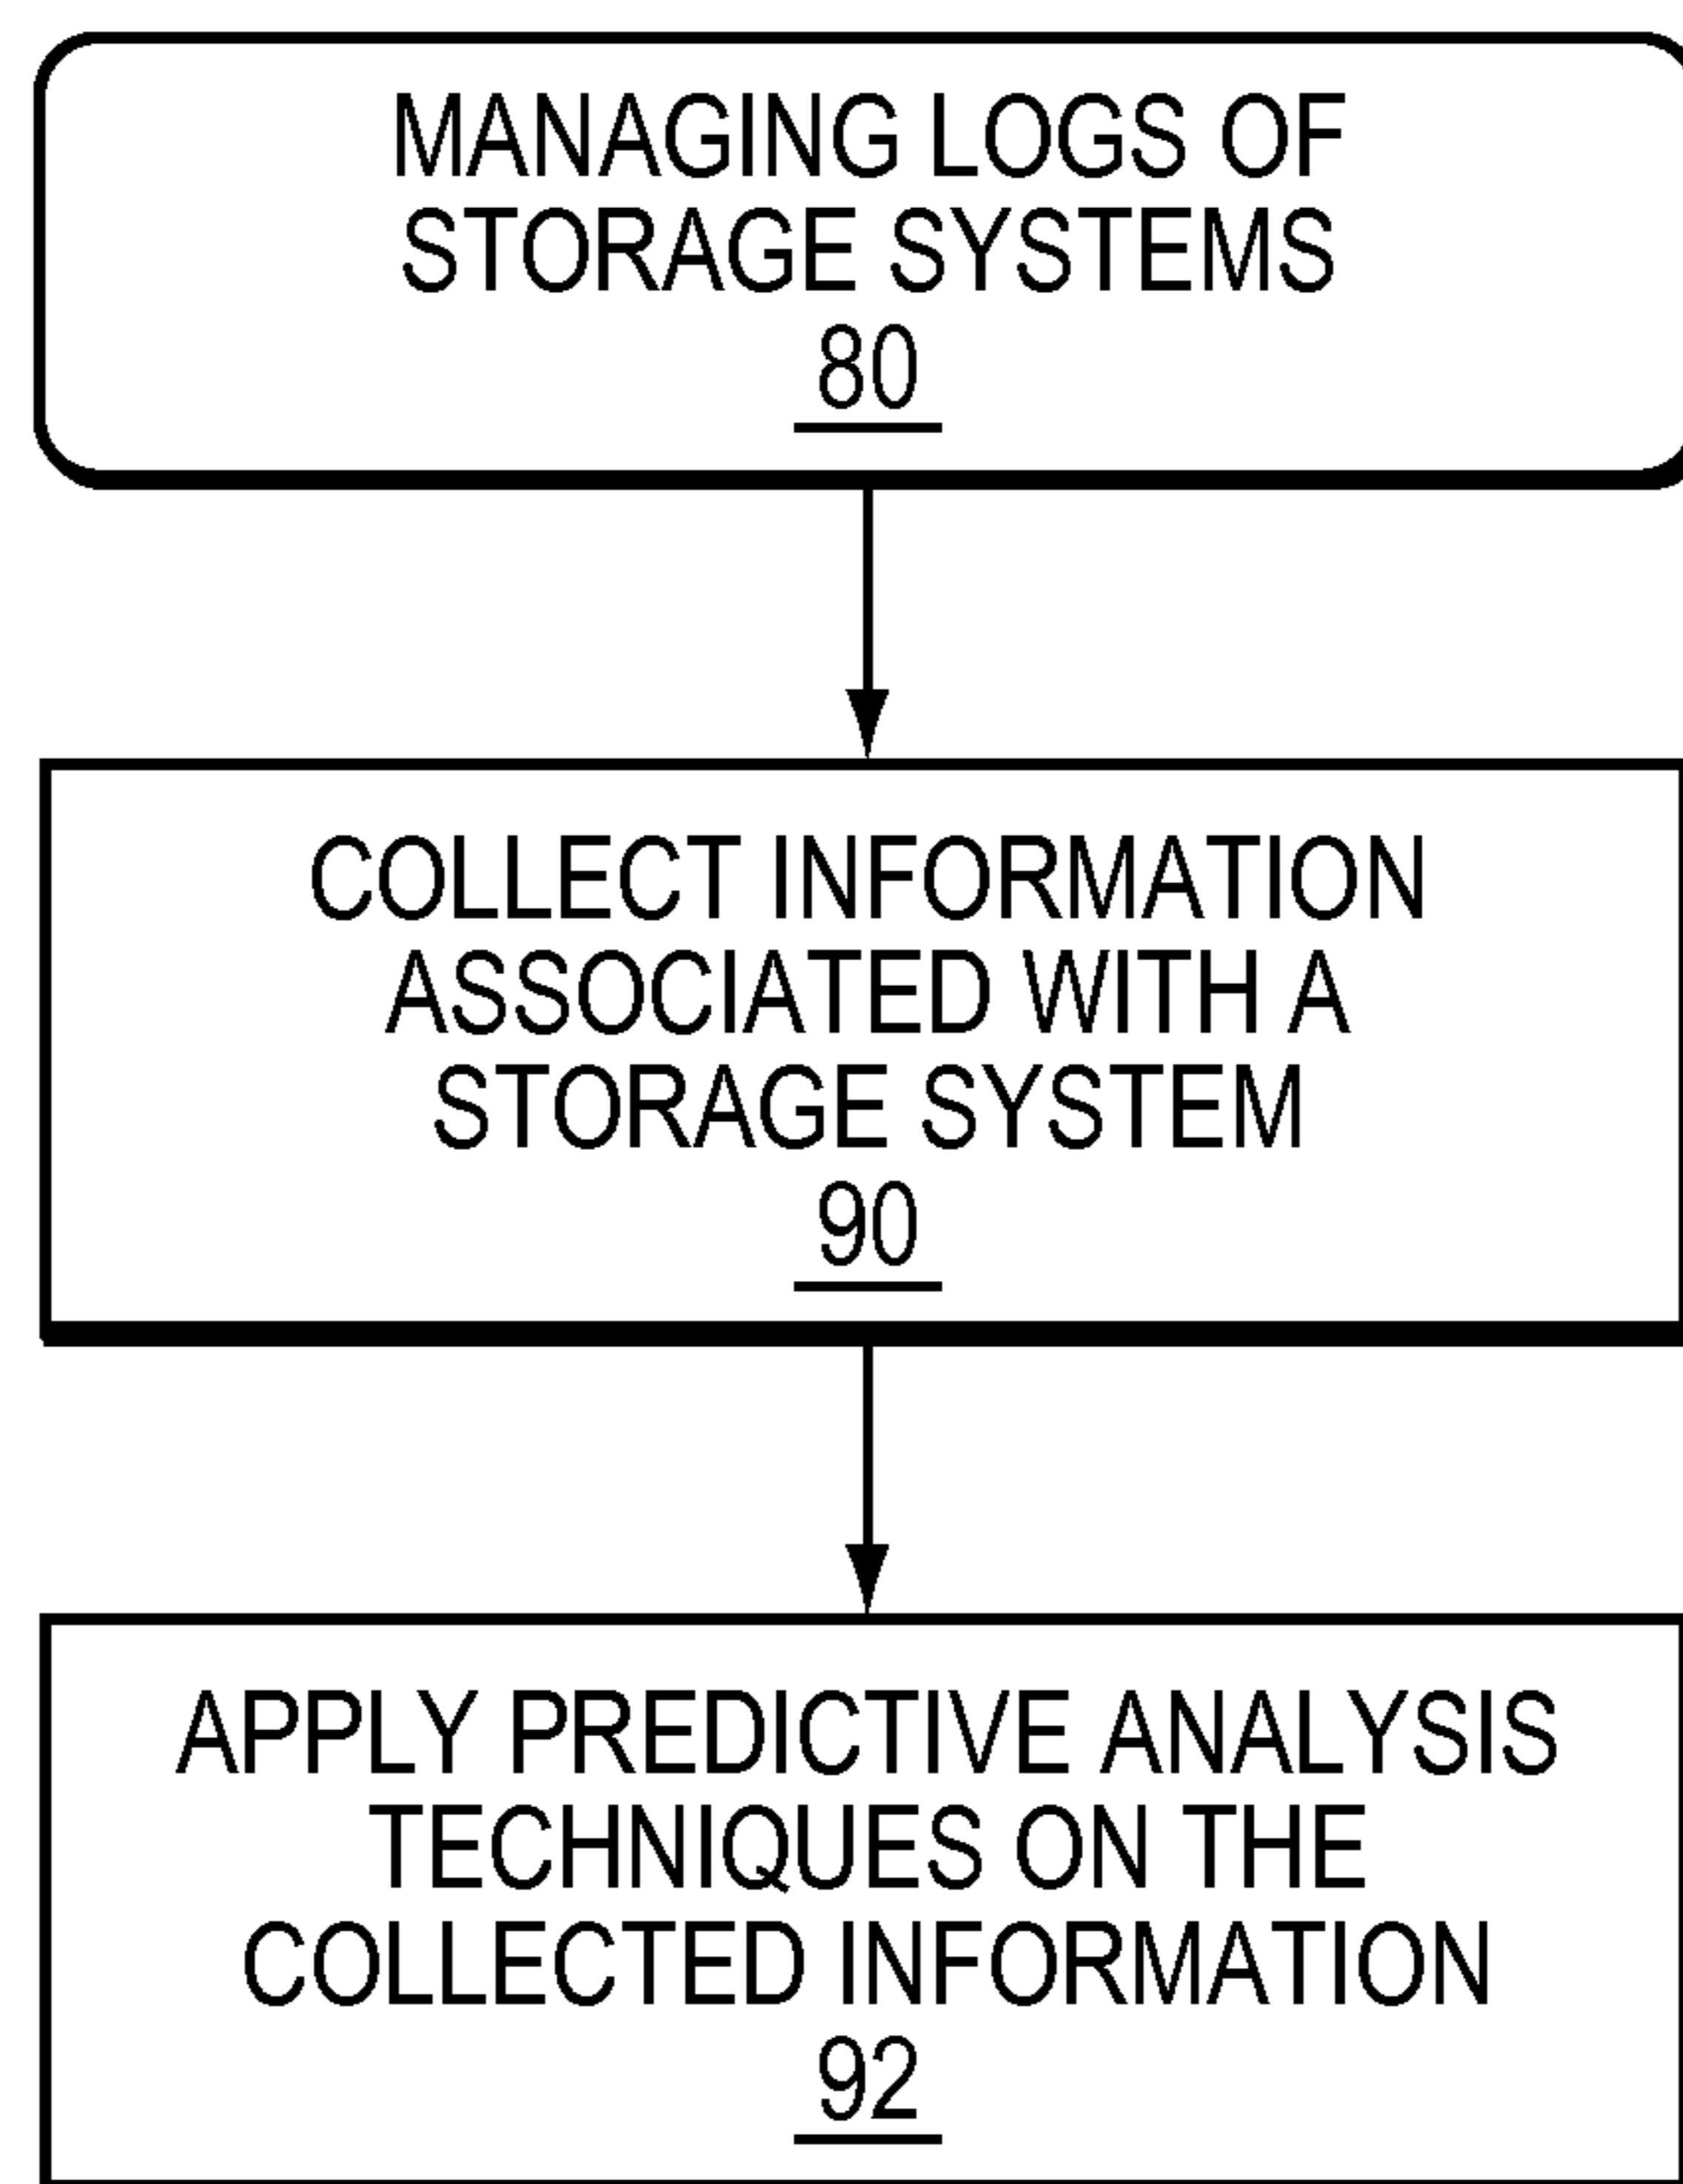 MANAGING LOGS OF
STORAGE SYSTEMS
80
COLLECT INFORMATION
ASSOCIATED WITH A
STORAGE SYSTEM
90
APPLY PREDICTIVE ANALYSIS
TECHNIQUES ON THE
COLLECTED INFORMATION
92